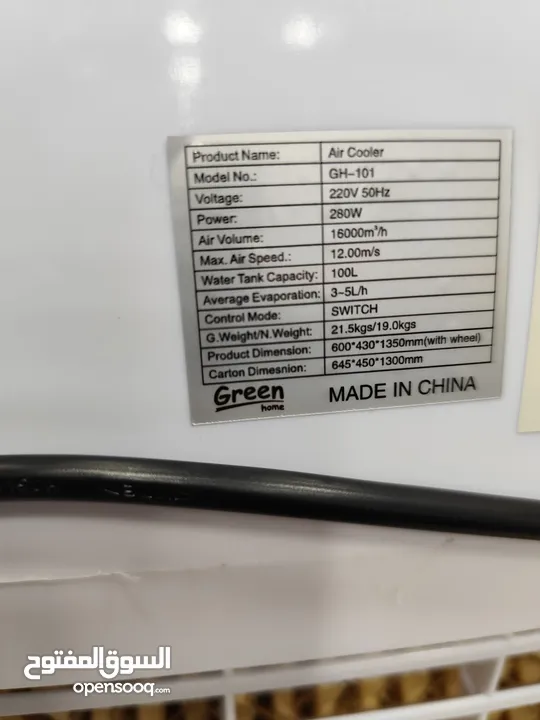 Product Name: Air Cooler
Model No.: GH-101
Voltage: 220V 50Hz
Power: 280W
Air Volume: 16000m³/h
Max. Air Speed.: 12.00m/s
Water Tank Capacity: 100L
Average Evaporation: 3-5L/h
Control Mode: SWITCH
G.Weight/N.Weight: 21.5kgs/19.0kgs
Product Dimension: 600*430*1350mm(with wheel)
Carton Dimesnion: 645*450*1300mm
Green home MADE IN CHINA
السوق المفتوح
opensooq.com